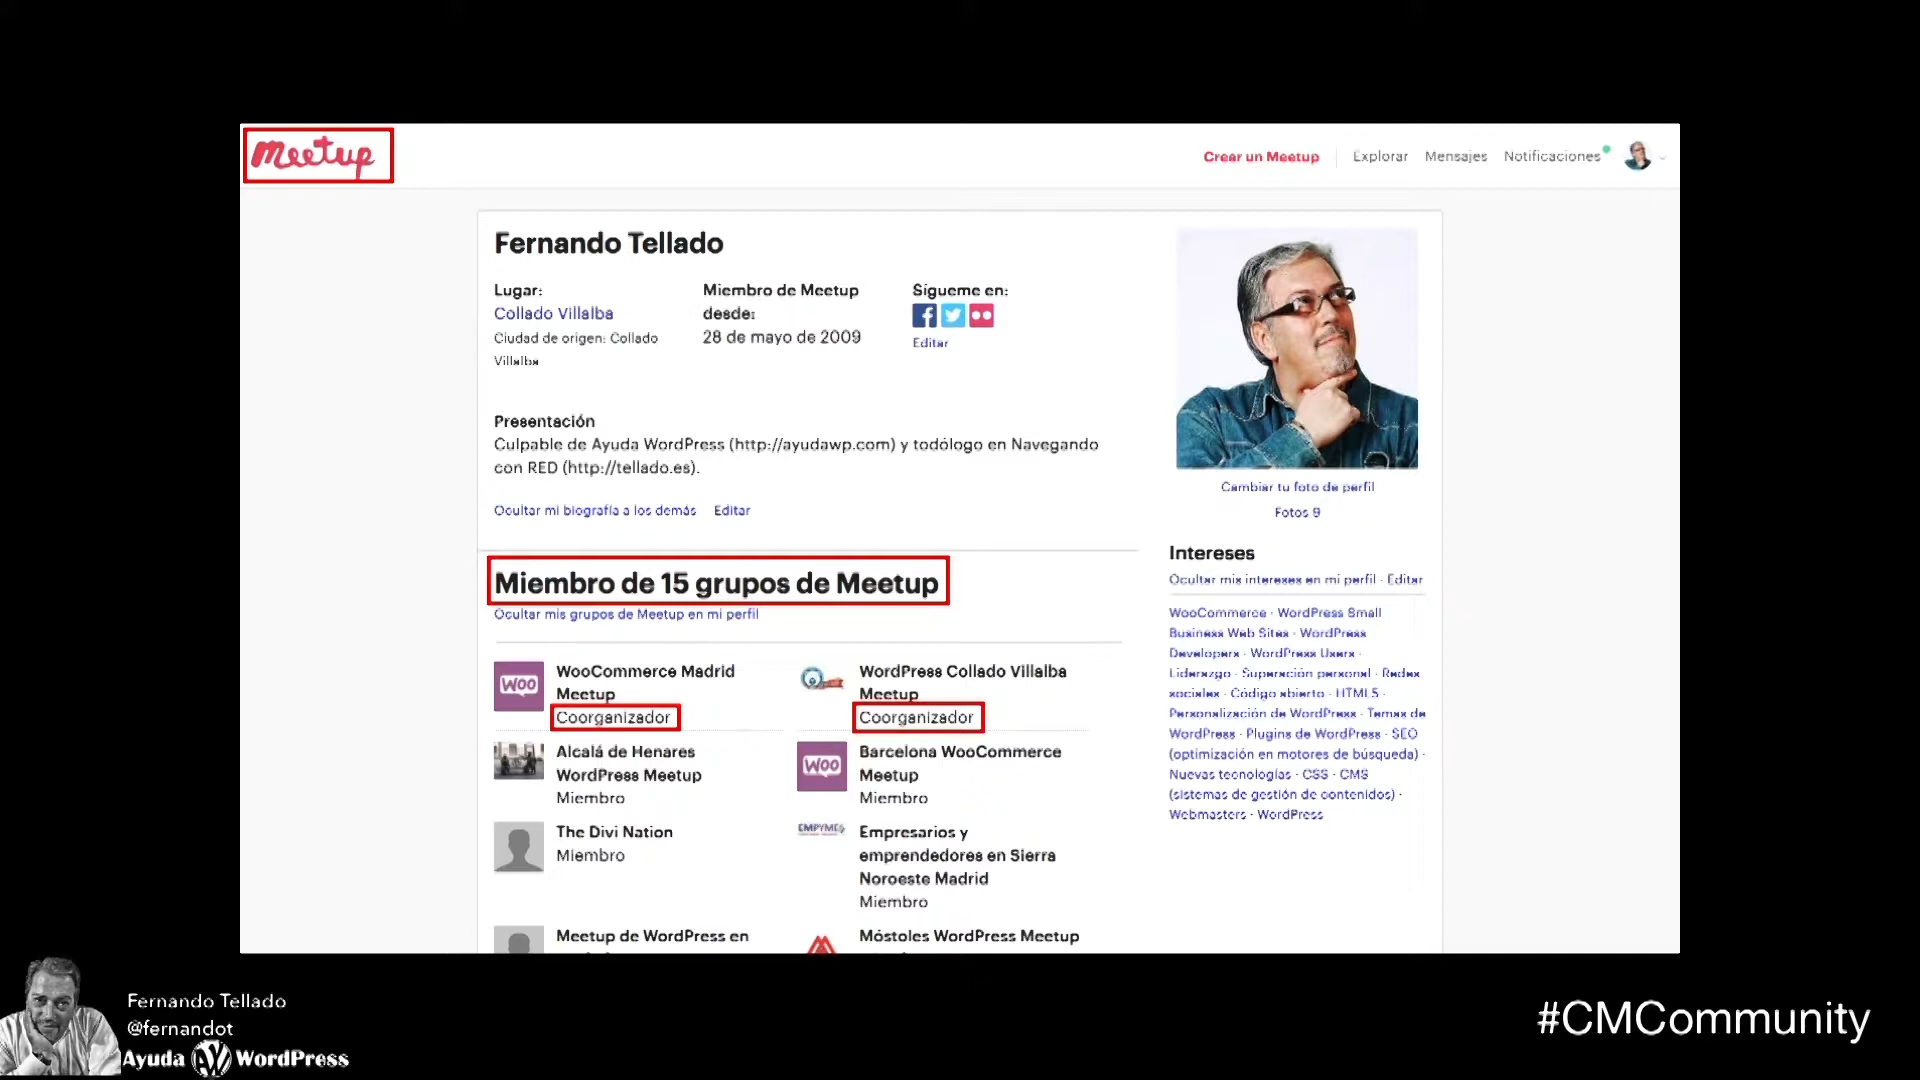 Meetup
Crear un Meetup
Explorar
Mensajes
Notificaciones
Fernando Tellado
Lugar:
Collado Villalba
Ciudad de origen: Collado
Villalba
Miembro de Meetup
desde:
28 de mayo de 2009
Sígueme en:
Editar
Presentación
Culpable de Ayuda WordPress (http://ayudawp.com) y todólogo en Navegando
con RED (http://tellado.es).
Ocultar mi biografía a los demás Editar
Cambiar tu foto de perfil
Fotos 9
Miembro de 15 grupos de Meetup
Ocultar mis grupos de Meetup en mi perfil
WOO
WooCommerce Madrid
Meetup
Coorganizador
WordPress Collado Villalba
Meetup
Coorganizador
Alcalá de Henares
WordPress Meetup
Miembro
WOO
Barcelona WooCommerce
Meetup
Miembro
The Divi Nation
Miembro
EMPYMES
Empresarios y
emprendedores en Sierra
Noroeste Madrid
Miembro
Meetup de WordPress en
Móstoles WordPress Meetup
Intereses
Ocultar mis intereses en mi perfil · Editar
WooCommerce · WordPress Small
Business Web Sites · WordPress
Developers · WordPress Users ·
Liderazgo · Superación personal · Redes
sociales · Código abierto · HTML5 ·
Personalización de WordPress · Temas de
WordPress · Plugins de WordPress · SEO
(optimización en motores de búsqueda) ·
Nuevas tecnologías · CSS · CMS
(sistemas de gestión de contenidos) ·
Webmasters · WordPress
Fernando Tellado
@fernandot
Ayuda WordPress
#CMCommunity